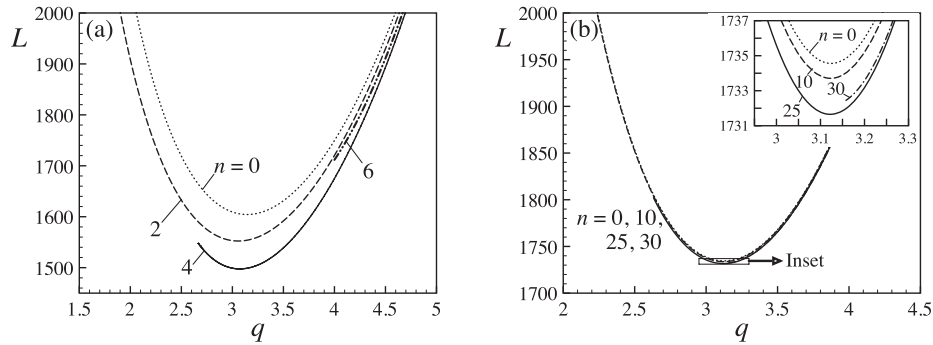 (a)
L
2000
1900
1800
1700
1600
1500
n = 0
2
4
6
1.5 2 2.5 3 3.5 4 4.5 5
q
(b)
L
2000
1950
1900
1850
1800
1750
1700
n = 0, 10,
25, 30
Inset
2 2.5 3 3.5 4 4.5
q
1737
1735
1733
1731
n = 0
10
30
25
3 3.1 3.2 3.3